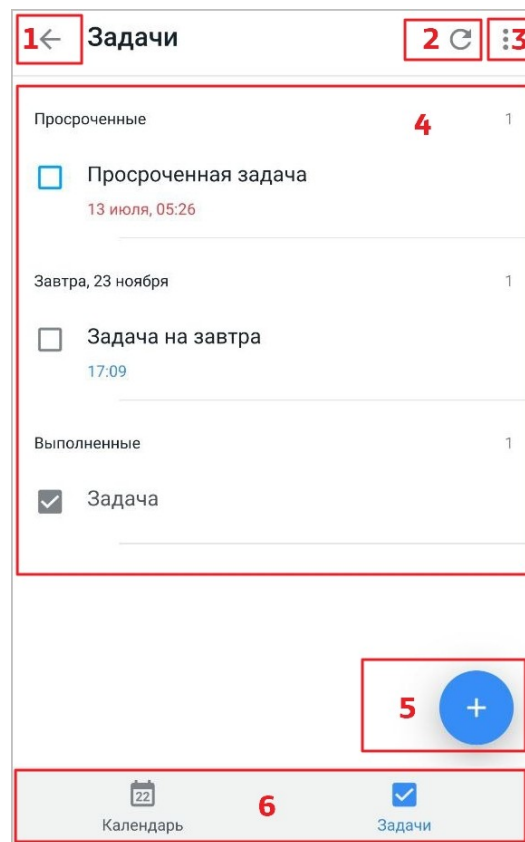 1 Задачи 2 3
Просроченные 4 1
Просроченная задача
13 июля, 05:26
Завтра, 23 ноября 1
Задача на завтра
17:09
Выполненные 1
Задача
5 +
22 6
Календарь Задачи